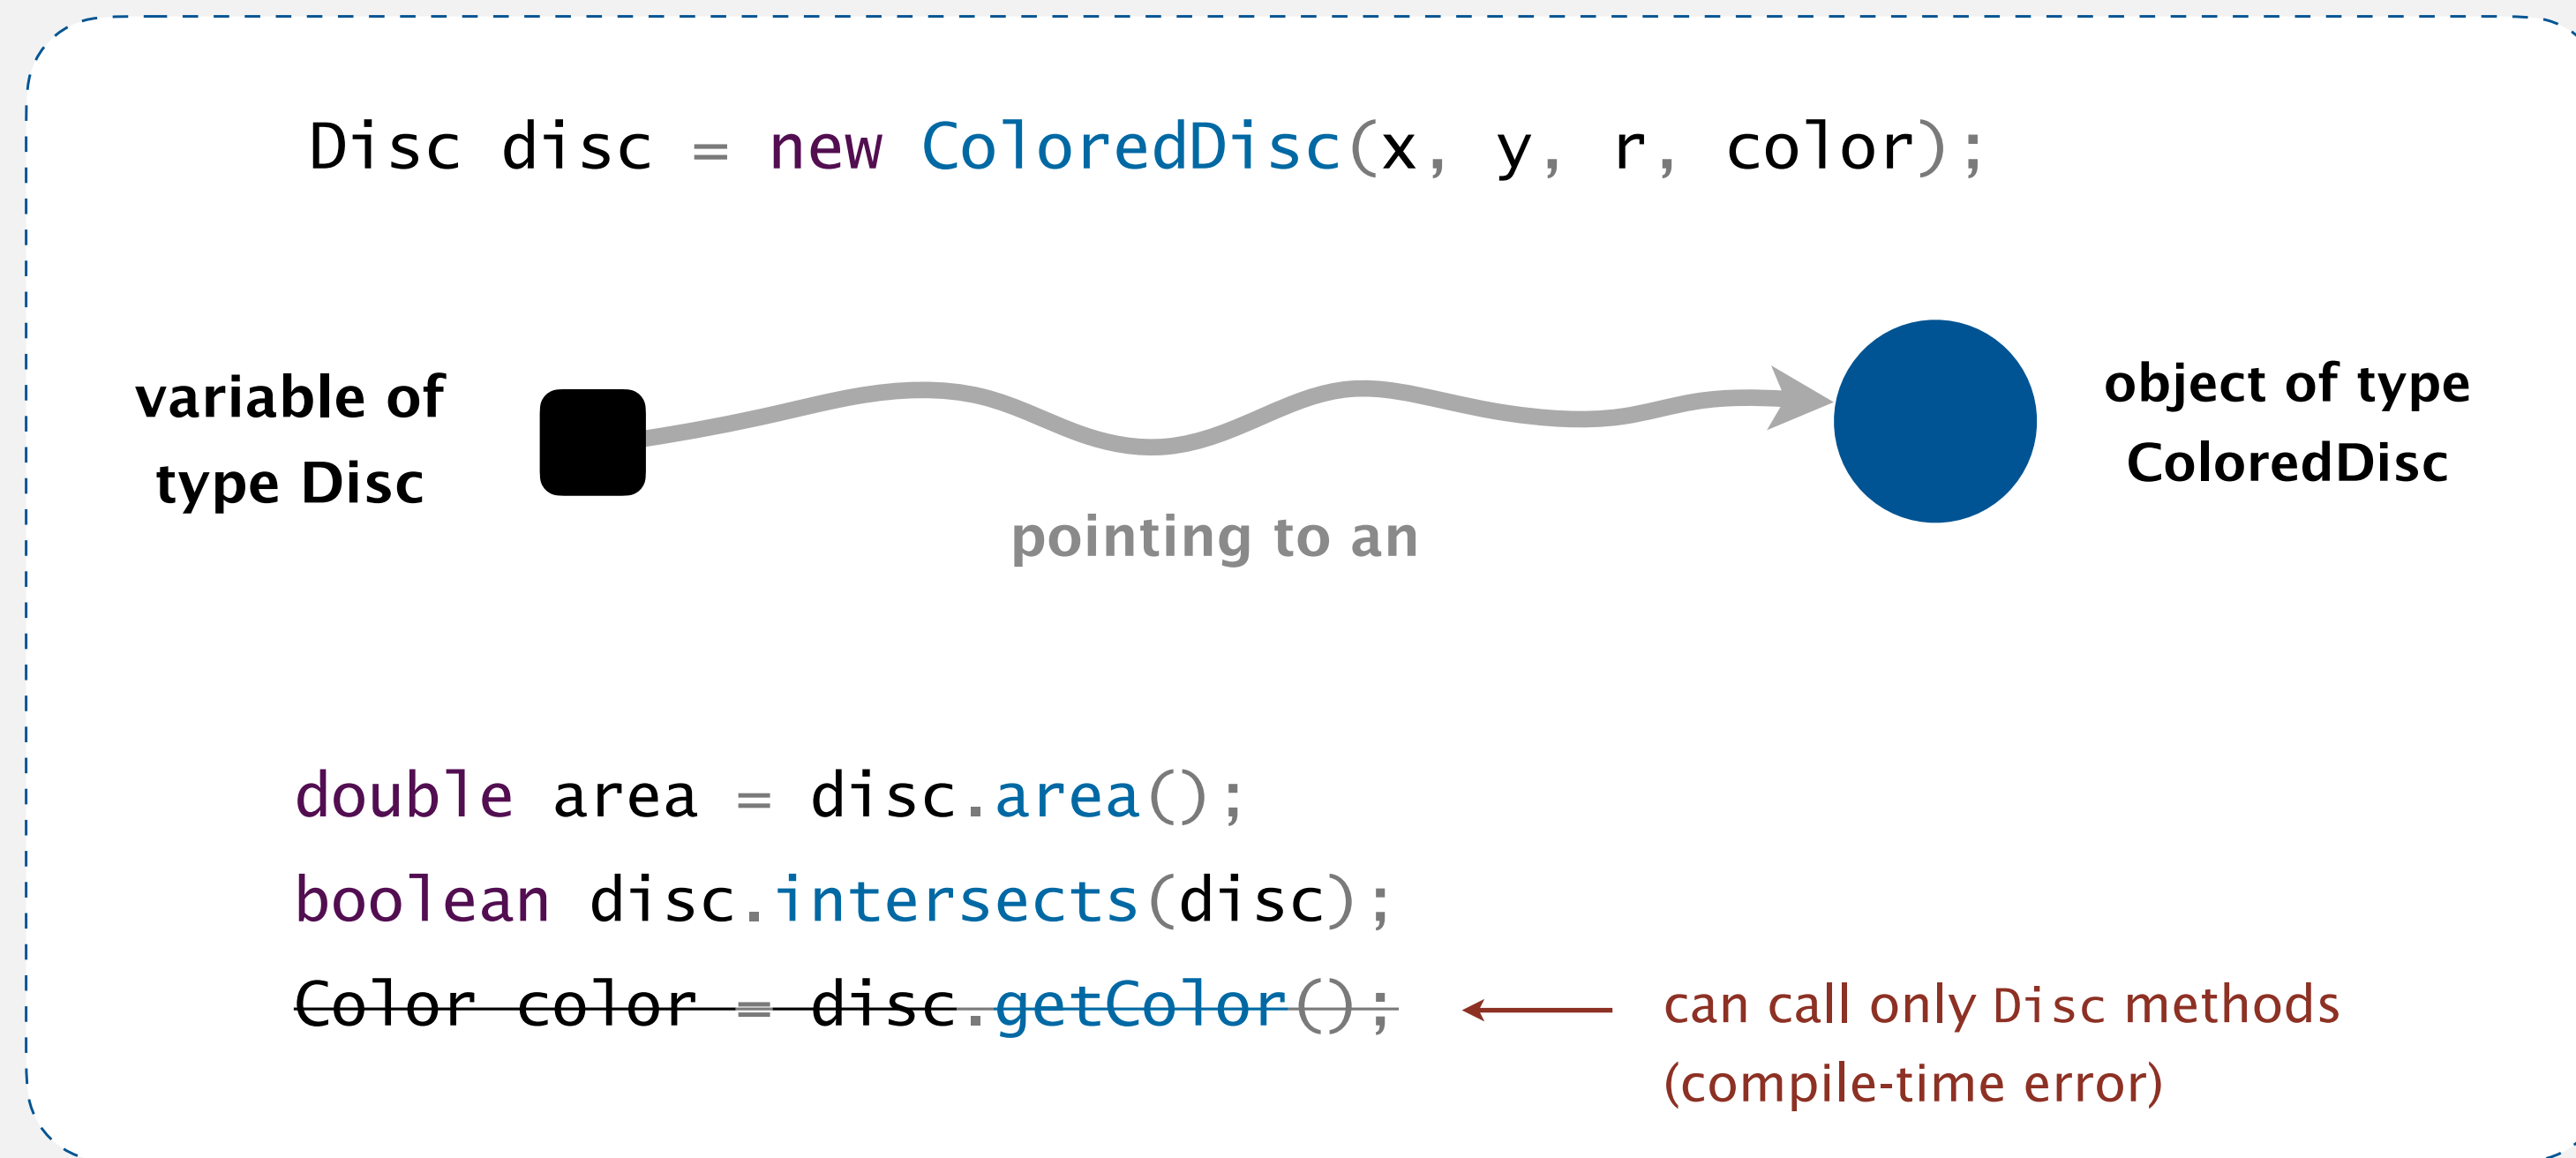 Disc disc = new ColoredDisc(x, y, r, color);
variable of
type Disc
pointing to an
object of type
ColoredDisc
double area = disc.area();
boolean disc.intersects(disc);
Color color = disc.getColor();
can call only Disc methods
(compile-time error)